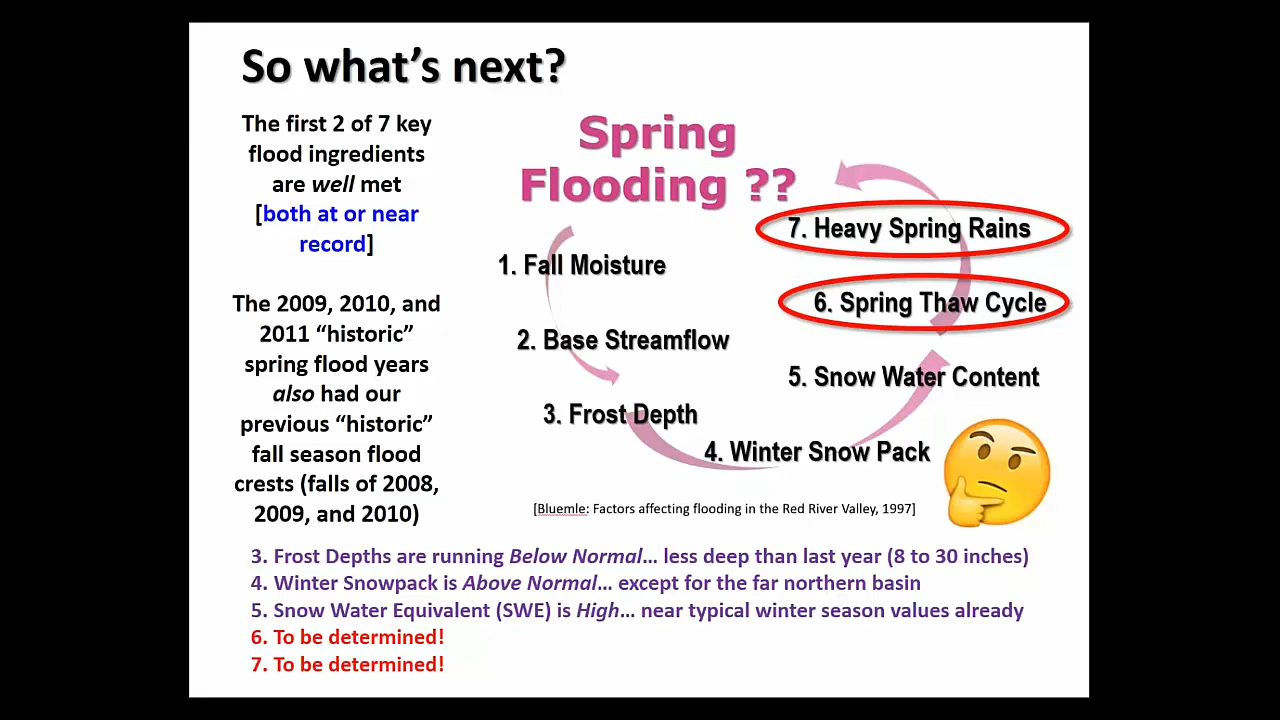 So what's next?
The first 2 of 7 key
flood ingredients
are well met
[both at or near
record]
The 2009, 2010, and
2011 “historic”
spring flood years
also had our
previous “historic”
fall season flood
crests (falls of 2008,
2009, and 2010)
Spring
Flooding ??
1. Fall Moisture
2. Base Streamflow
3. Frost Depth
4. Winter Snow Pack
5. Snow Water Content
6. Spring Thaw Cycle
7. Heavy Spring Rains
[Bluemle: Factors affecting flooding in the Red River Valley, 1997]
3. Frost Depths are running Below Normal… less deep than last year (8 to 30 inches)
4. Winter Snowpack is Above Normal… except for the far northern basin
5. Snow Water Equivalent (SWE) is High… near typical winter season values already
6. To be determined!
7. To be determined!